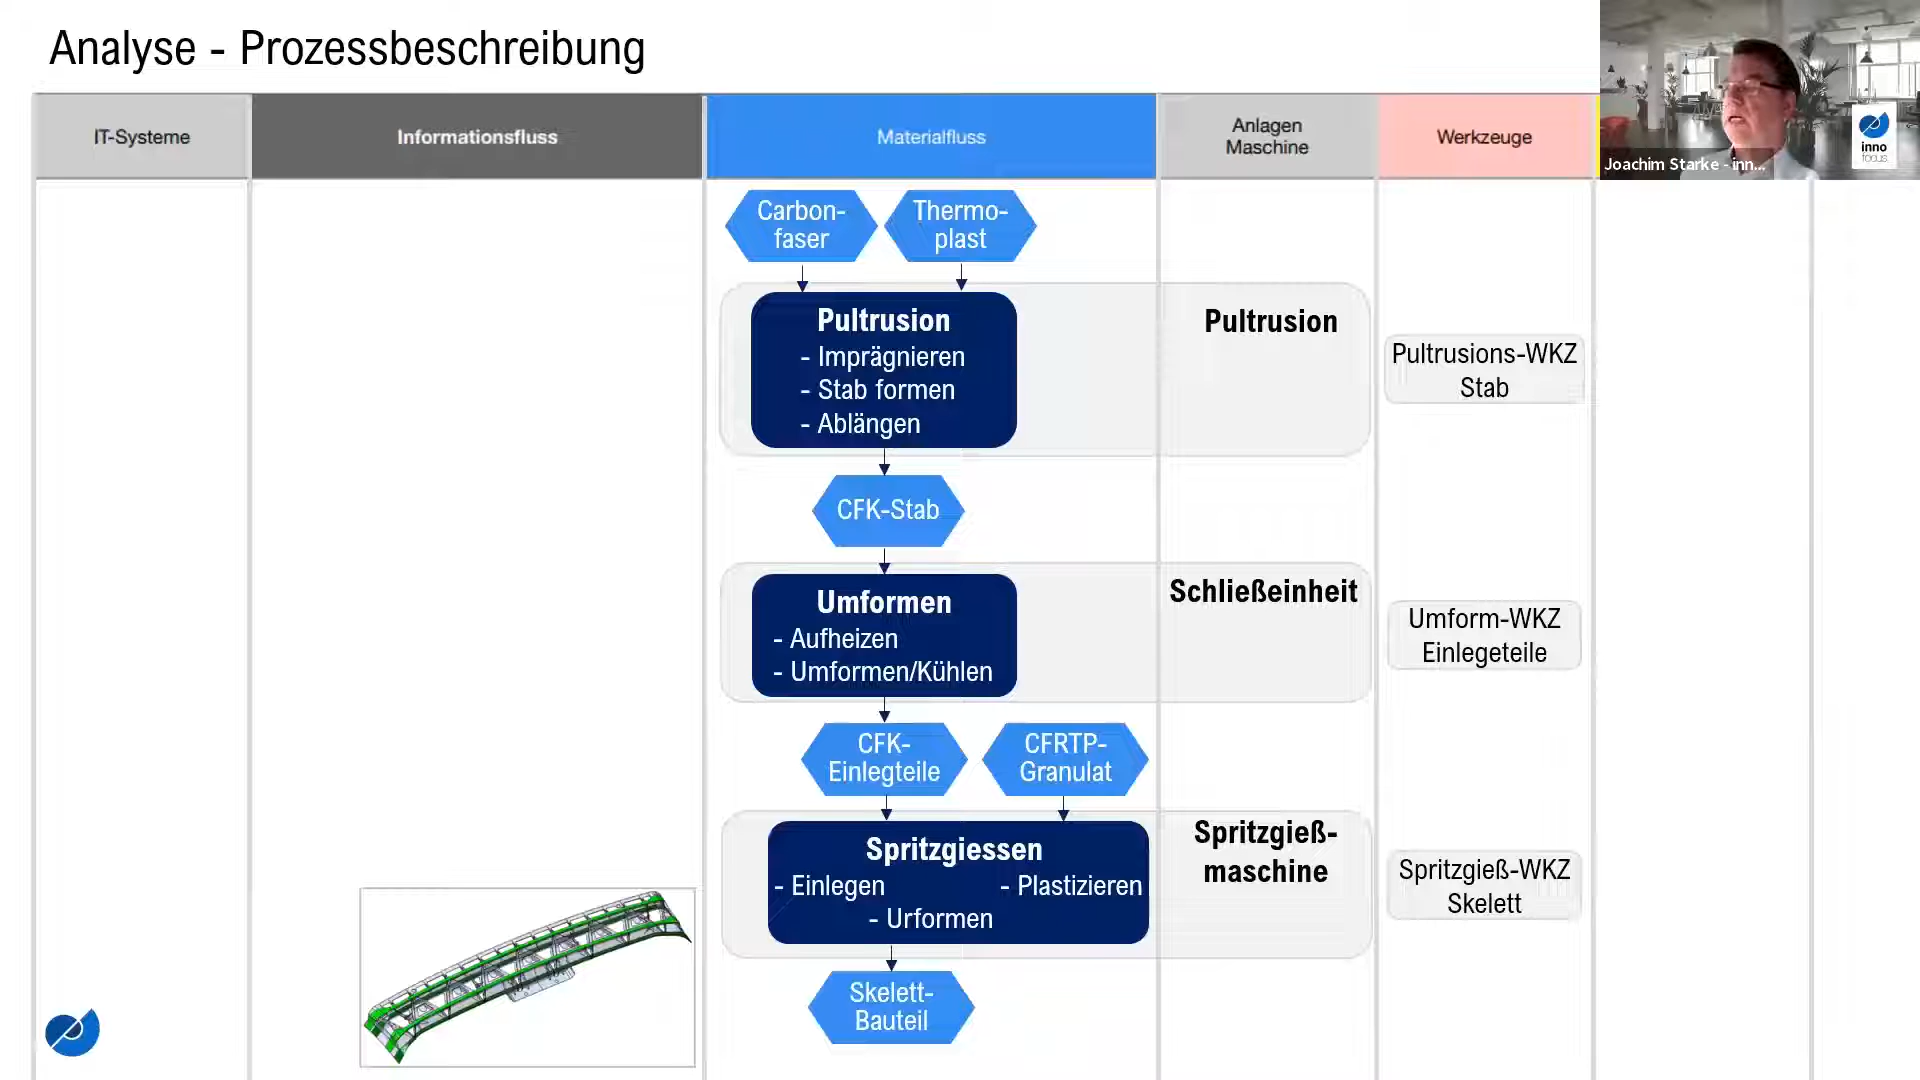 Analyse - Prozessbeschreibung
IT-Systeme
Informationsfluss
Materialfluss
Anlagen
Maschine
Werkzeuge
Joachim Starke - inn...
inno
focus
Carbon-
faser
Thermo-
plast
Pultrusion
- Imprägnieren
- Stab formen
- Ablängen
Pultrusion
Pultrusions-WKZ
Stab
CFK-Stab
Umformen
- Aufheizen
- Umformen/Kühlen
Schließeinheit
Umform-WKZ
Einlegeteile
CFK-
Einlegteile
CFRTP-
Granulat
Spritzgiessen
- Einlegen
- Plastizieren
- Urformen
Spritzgieß-
maschine
Spritzgieß-WKZ
Skelett
Skelett-
Bauteil